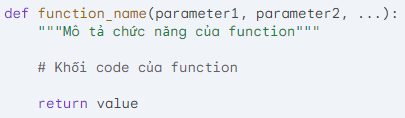 def function_name(parameter1, parameter2, ...):
"""Mô tả chức năng của function"""
# Khối code của function
return value